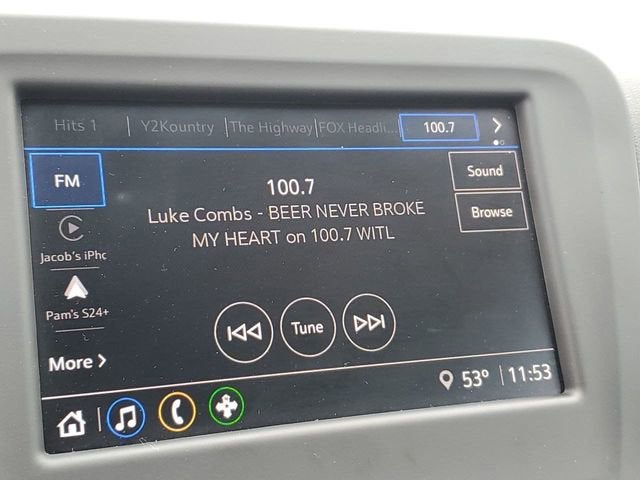 Hits 1 Y2Kountry The Highway FOX Headli... 100.7
FM
100.7
Sound
Luke Combs - BEER NEVER BROKE
MY HEART on 100.7 WITL
Browse
Jacob's iPho
Pam's S24+
Tune
More
53° 11:53